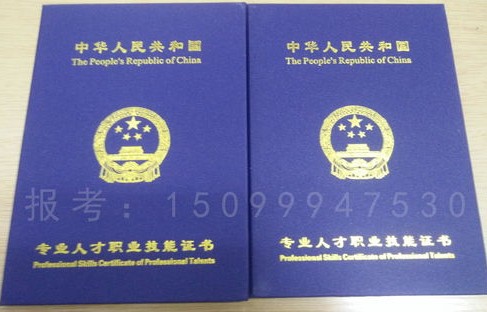 中华人民共和国
The People's Republic of China
专业人才职业技能证书
Professional Skills Certificate of Professional Talents
中华人民共和国
The People's Republic of China
专业人才职业技能证书
Professional Skills Certificate of Professional Talents
报考：15099947530